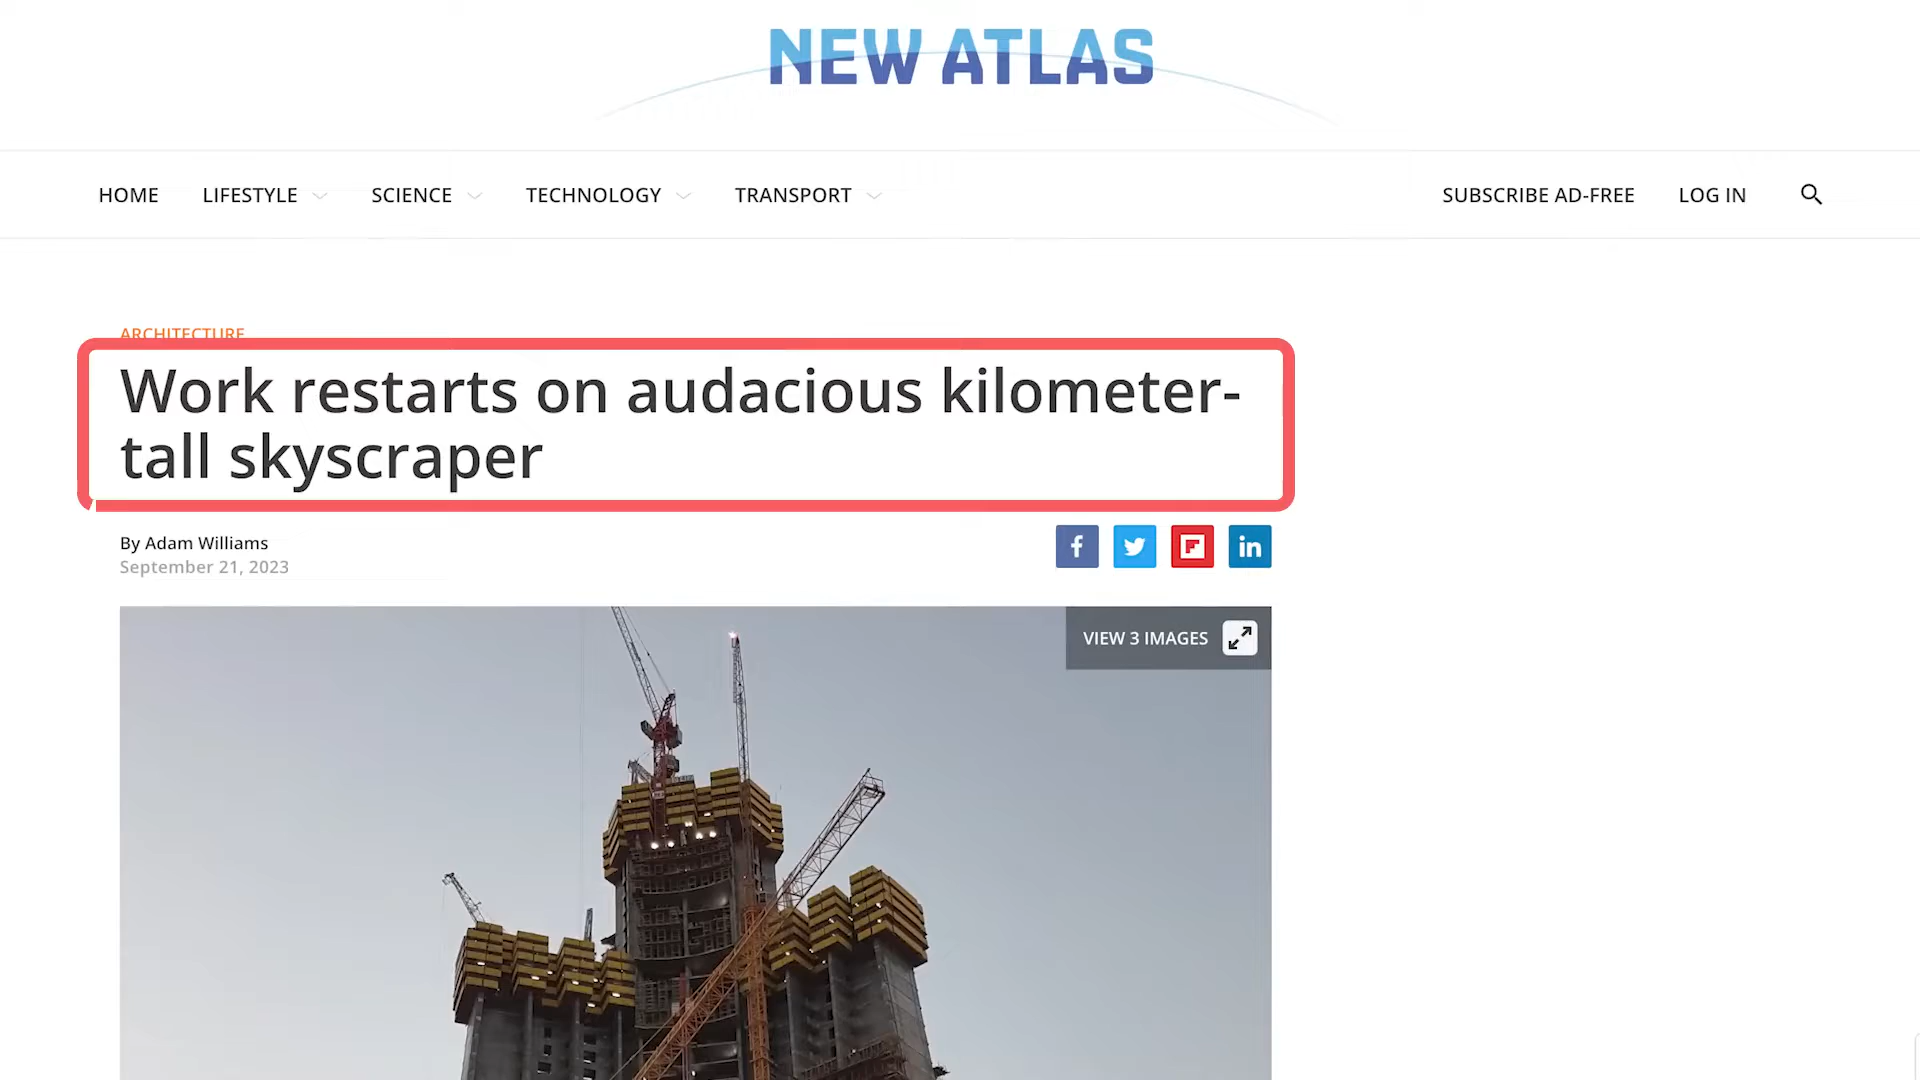 NEW ATLAS
HOME LIFESTYLE SCIENCE TECHNOLOGY TRANSPORT SUBSCRIBE AD-FREE LOG IN
ARCHITECTURE
Work restarts on audacious kilometer-
tall skyscraper
By Adam Williams
September 21, 2023
f in
VIEW 3 IMAGES